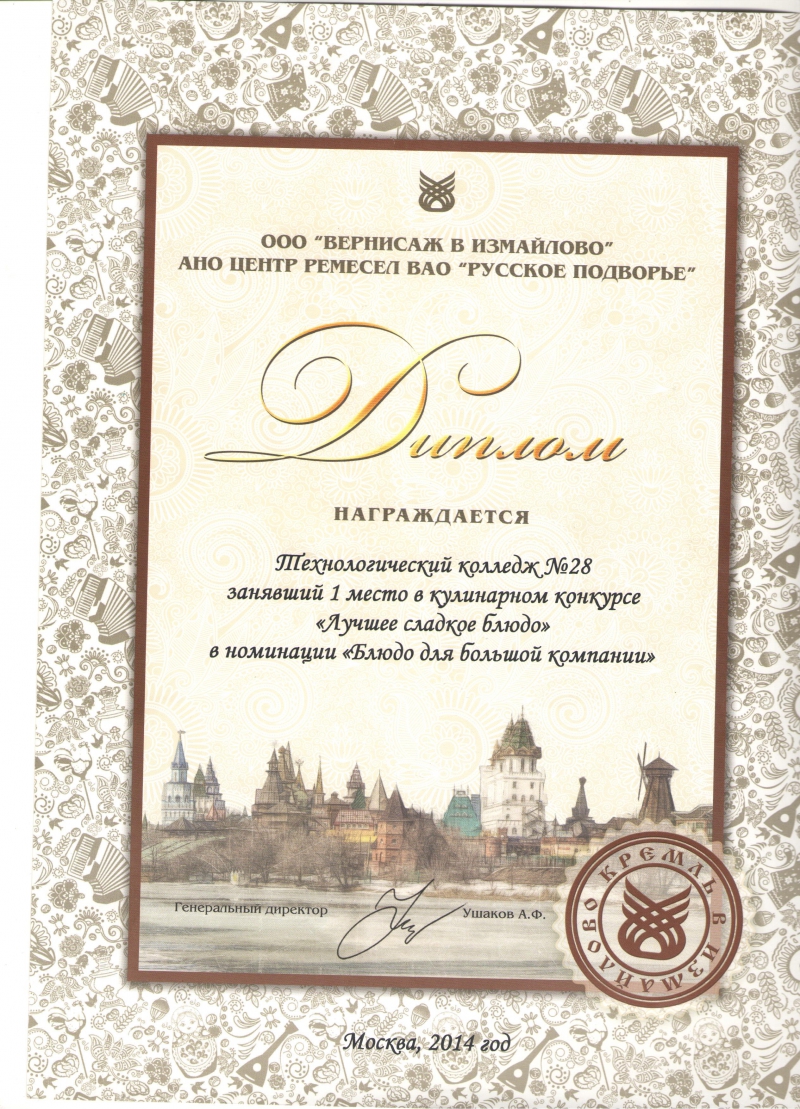 ООО "ВЕРНИСАЖ В ИЗМАЙЛОВО"
АНО ЦЕНТР РЕМЕСЕЛ ВАО "РУССКОЕ ПОДВОРЬЕ"
Диплом
НАГРАЖДАЕТСЯ
Технологический колледж №28
занявший 1 место в кулинарном конкурсе
«Лучшее сладкое блюдо»
в номинации «Блюдо для большой компании»
Генеральный директор
Ушаков А.Ф.
КРЕМЛЬ В ИЗМАЙЛОВО
Москва, 2014 год